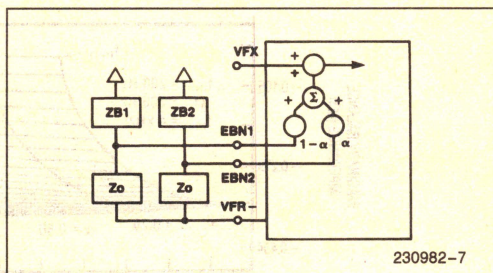 VFX
+
+
Σ
+
+
ZB1
ZB2
EBN1
1-α
α
EBN2
Zo
Zo
VFR-
230982-7